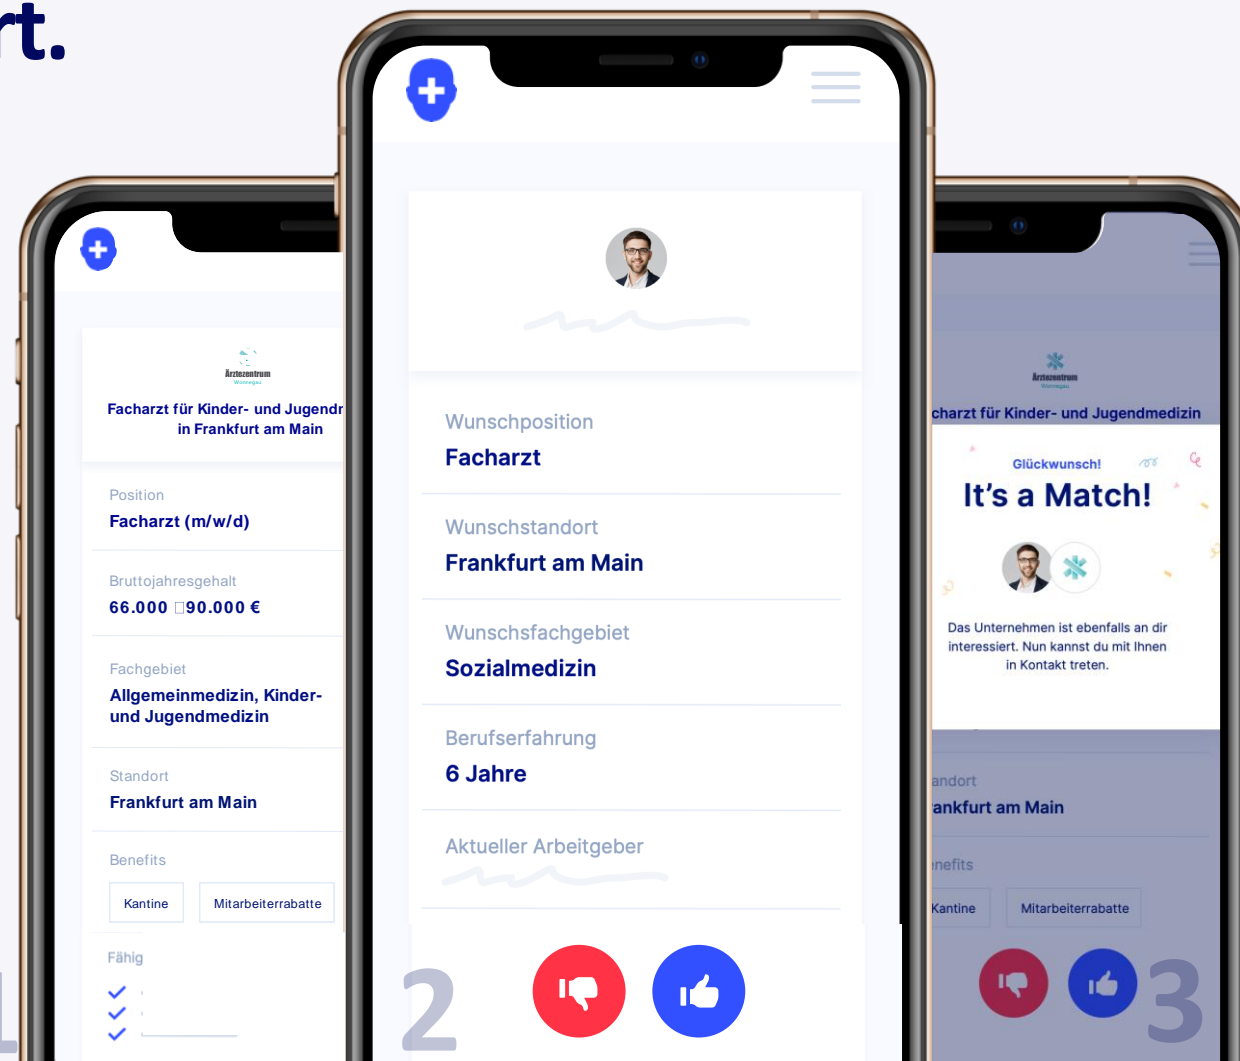 rt.
Ärztezentrum
Wonnegau
Facharzt für Kinder- und Jugendr
in Frankfurt am Main
Position
Facharzt (m/w/d)
Bruttojahresgehalt
66.000 □90.000 €
Fachgebiet
Allgemeinmedizin, Kinder-
und Jugendmedizin
Standort
Frankfurt am Main
Benefits
Kantine
Mitarbeiterrabatte
Fähig
1
Wunschposition
Facharzt
Wunschstandort
Frankfurt am Main
Wunschsfachgebiet
Sozialmedizin
Berufserfahrung
6 Jahre
Aktueller Arbeitgeber
2
Ärztezentrum
Wonnegau
charzt für Kinder- und Jugendmedizin
Glückwunsch!
It's a Match!
Das Unternehmen ist ebenfalls an dir
interessiert. Nun kannst du mit Ihnen
in Kontakt treten.
andort
ankfurt am Main
nefits
Kantine
Mitarbeiterrabatte
3